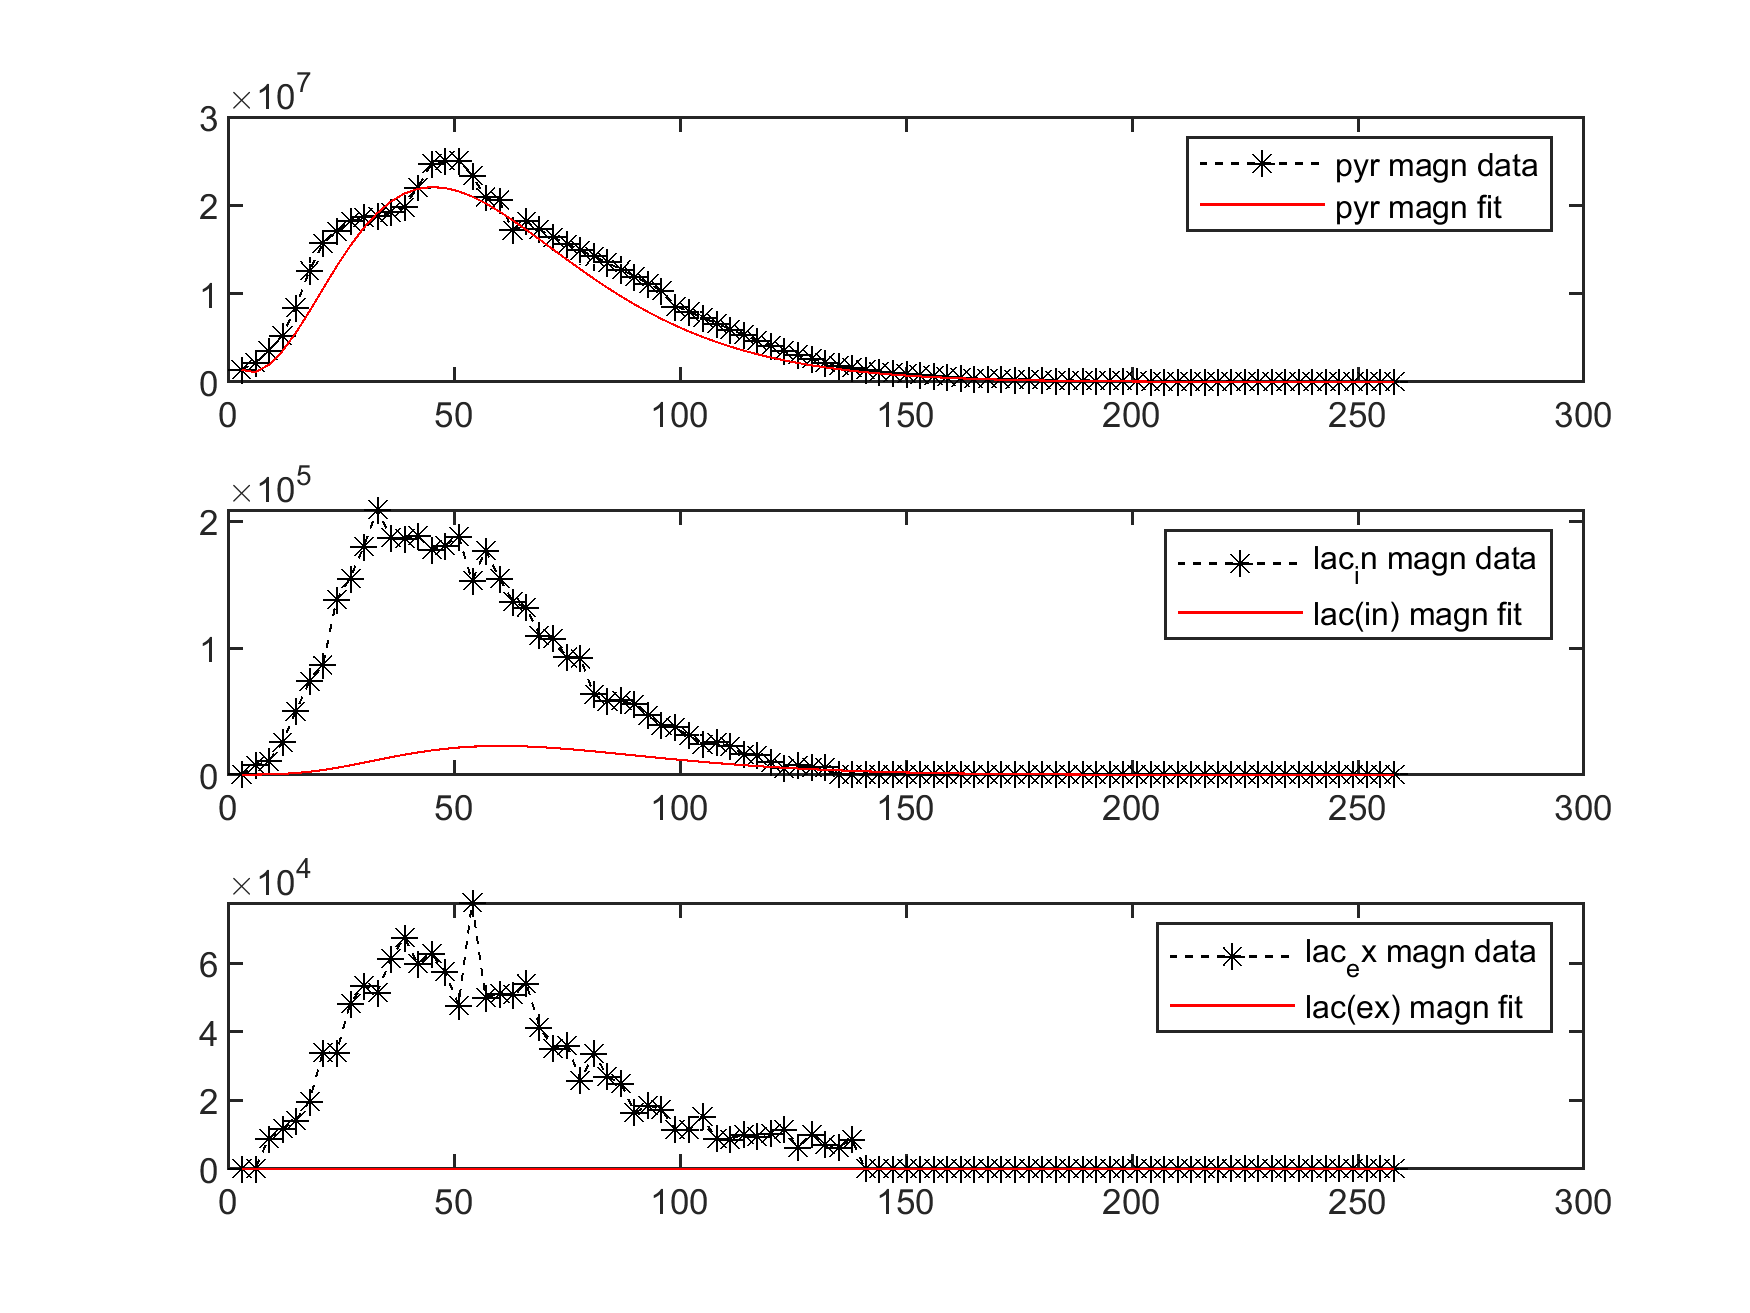 ×10^7
3
2
1
0
0 50 100 150 200 250 300
pyr magn data
pyr magn fit
×10^5
2
1
0
0 50 100 150 200 250 300
lac_in magn data
lac(in) magn fit
×10^4
6
4
2
0
0 50 100 150 200 250 300
lac_ex magn data
lac(ex) magn fit